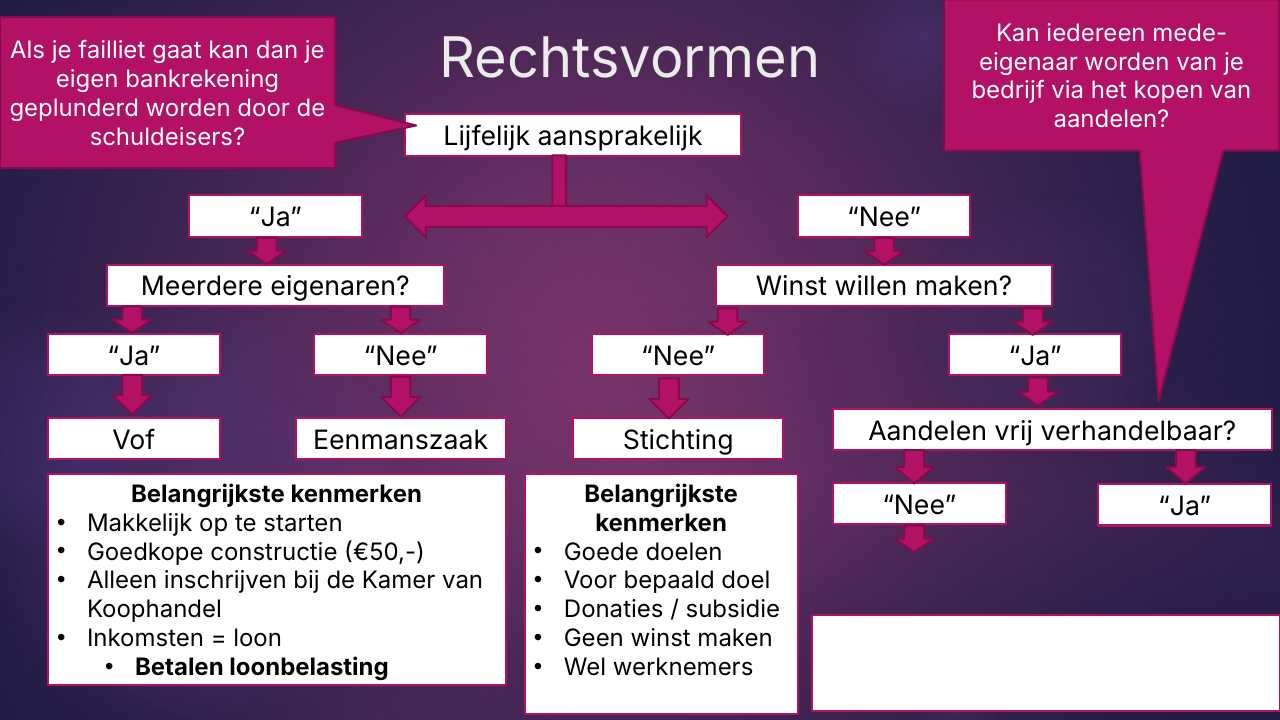 Rechtsvormen
Als je failliet gaat kan dan je
eigen bankrekening
geplunderd worden door de
schuldeisers?
Kan iedereen mede-
eigenaar worden van je
bedrijf via het kopen van
aandelen?
Lijfelijk aansprakelijk
“Ja”
“Nee”
Meerdere eigenaren?
Winst willen maken?
“Ja”
“Nee”
“Nee”
“Ja”
Vof
Eenmanszaak
Stichting
Aandelen vrij verhandelbaar?
“Nee”
“Ja”
Belangrijkste kenmerken
• Makkelijk op te starten
• Goedkope constructie (€50,-)
• Alleen inschrijven bij de Kamer van
Koophandel
• Inkomsten = loon
• Betalen loonbelasting
Belangrijkste
kenmerken
• Goede doelen
• Voor bepaald doel
• Donaties / subsidie
• Geen winst maken
• Wel werknemers